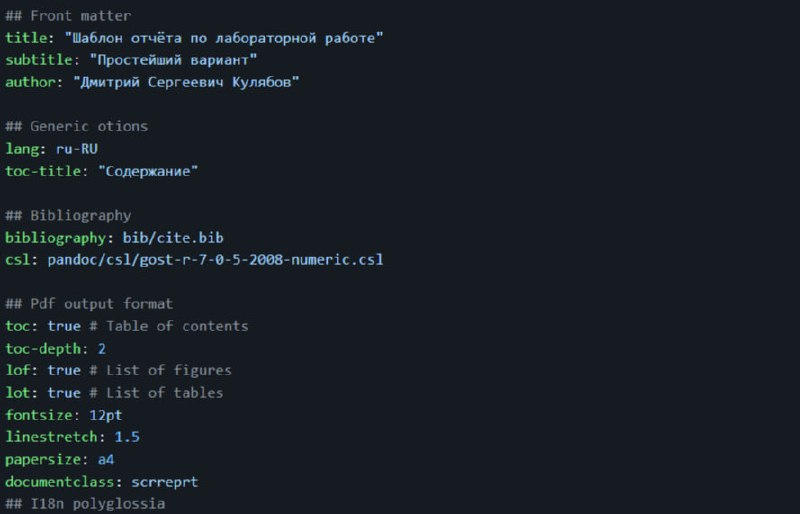 ## Front matter
title: "Шаблон отчёта по лабораторной работе"
subtitle: "Простейший вариант"
author: "Дмитрий Сергеевич Кулябов"
## Generic otions
lang: ru-RU
toc-title: "Содержание"
## Bibliography
bibliography: bib/cite.bib
csl: pandoc/csl/gost-r-7-0-5-2008-numeric.csl
## Pdf output format
toc: true # Table of contents
toc-depth: 2
lof: true # List of figures
lot: true # List of tables
fontsize: 12pt
linestretch: 1.5
papersize: a4
documentclass: scrreprt
## I18n polyglossia